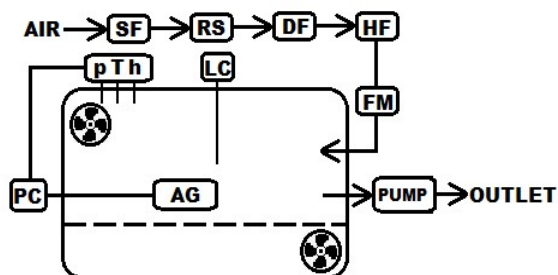 AIR SF RS DF HF
p T h LC
FM
PC AG PUMP OUTLET